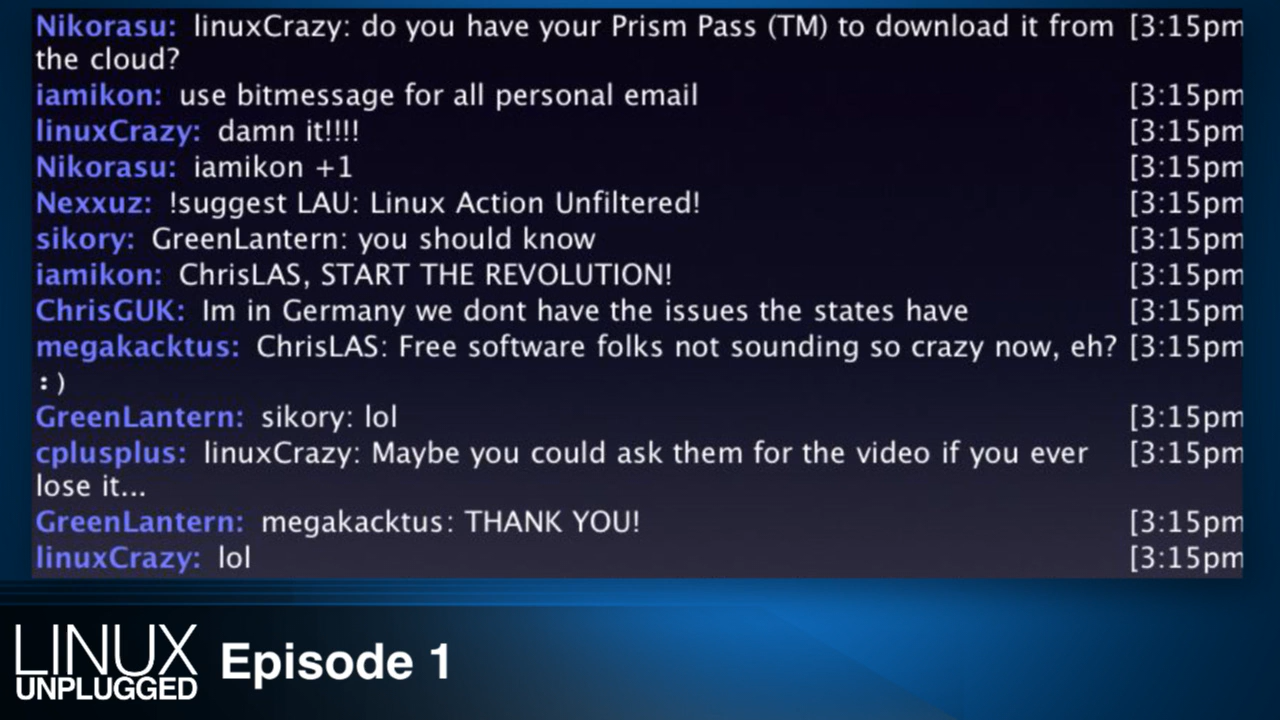 Nikorasu: linuxCrazy: do you have your Prism Pass (TM) to download it from [3:15pm
the cloud?
iamikon: use bitmessage for all personal email [3:15pm
linuxCrazy: damn it!!!! [3:15pm
Nikorasu: iamikon +1 [3:15pm
Nexxuz: !suggest LAU: Linux Action Unfiltered! [3:15pm
sikory: GreenLantern: you should know [3:15pm
iamikon: ChrisLAS, START THE REVOLUTION! [3:15pm
ChrisGUK: Im in Germany we dont have the issues the states have [3:15pm
megakacktus: ChrisLAS: Free software folks not sounding so crazy now, eh? [3:15pm
:)
GreenLantern: sikory: lol [3:15pm
cplusplus: linuxCrazy: Maybe you could ask them for the video if you ever [3:15pm
lose it...
GreenLantern: megakacktus: THANK YOU! [3:15pm
linuxCrazy: lol [3:15pm
LINUX
UNPLUGGED
Episode 1